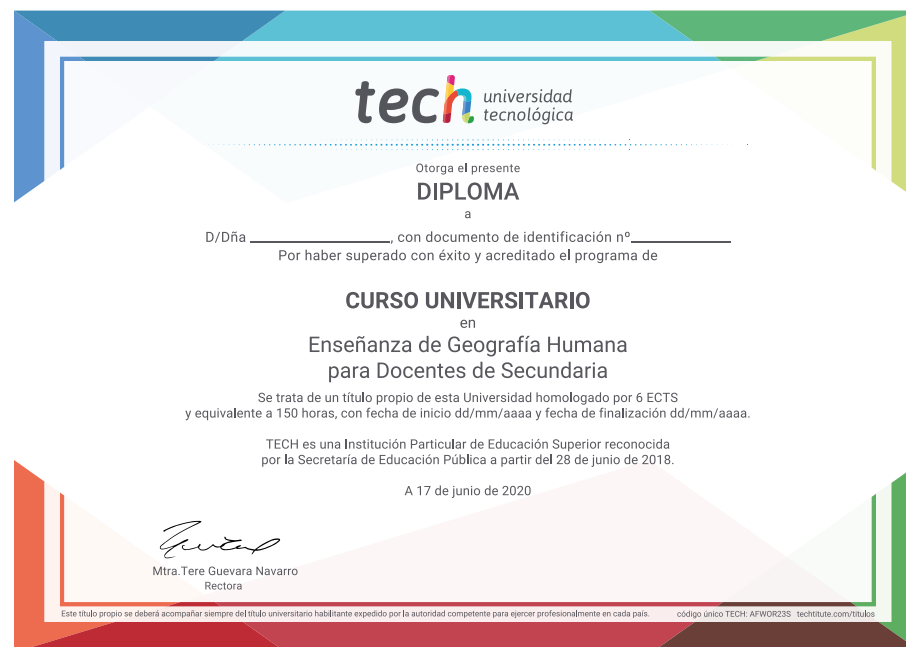 tech universidad
tecnológica
Otorga el presente
DIPLOMA
a
D/Dña ____________________, con documento de identificación nº____________
Por haber superado con éxito y acreditado el programa de
CURSO UNIVERSITARIO
en
Enseñanza de Geografía Humana
para Docentes de Secundaria
Se trata de un título propio de esta Universidad homologado por 6 ECTS
y equivalente a 150 horas, con fecha de inicio dd/mm/aaaa y fecha de finalización dd/mm/aaaa.
TECH es una Institución Particular de Educación Superior reconocida
por la Secretaría de Educación Pública a partir del 28 de junio de 2018.
A 17 de junio de 2020
Mtra.Tere Guevara Navarro
Rectora
Este título propio se deberá acompañar siempre del título universitario habilitante expedido por la autoridad competente para ejercer profesionalmente en cada país. código único TECH: AFWOR23S techtitute.com/titulos